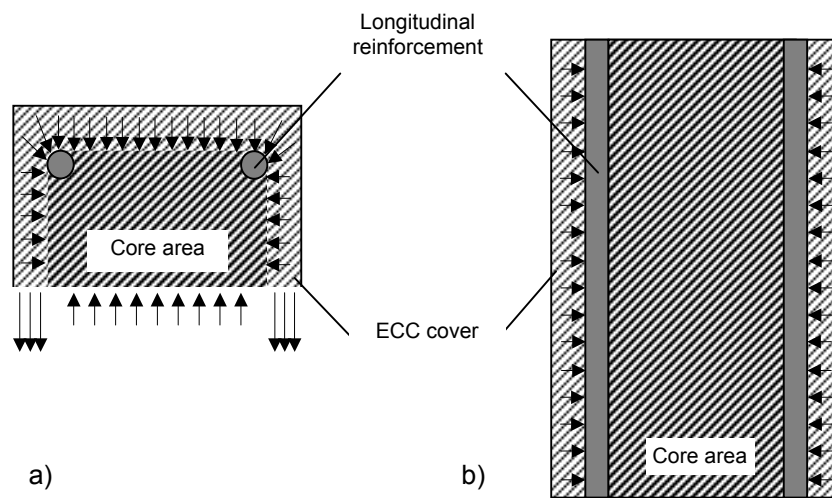 Longitudinal
reinforcement
Core area
ECC cover
Core area
a)
b)